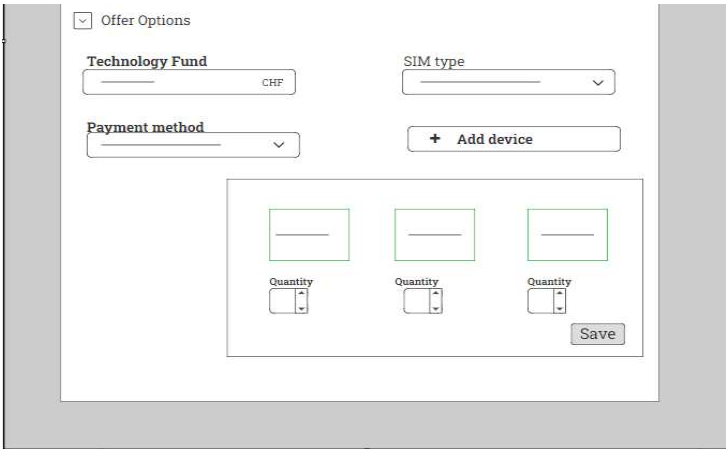 Offer Options
Technology Fund
CHF
SIM type
Payment method
+ Add device
Quantity
Quantity
Quantity
Save